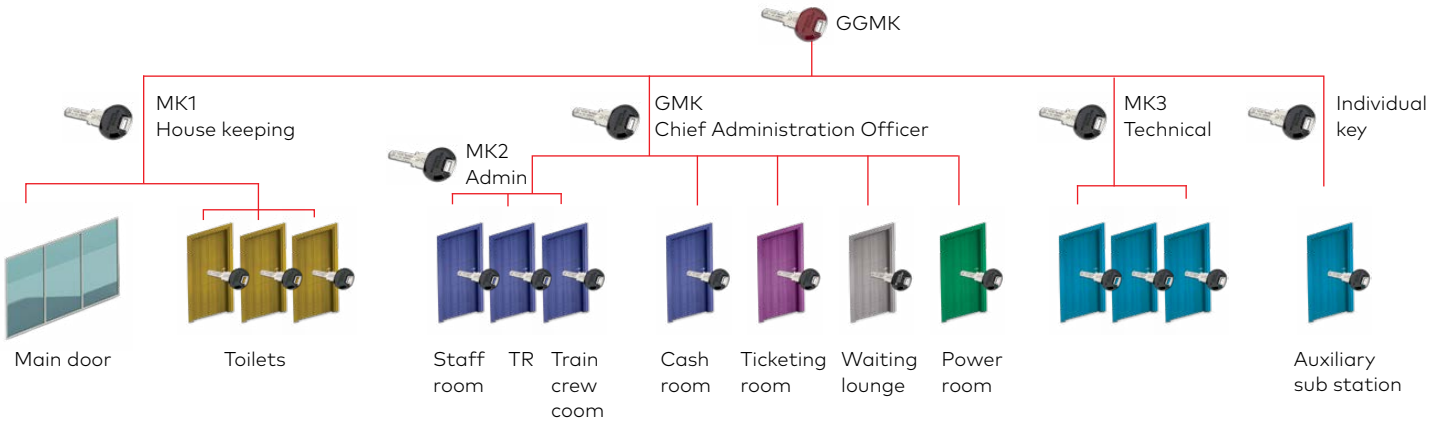 GGMK
MK1
House keeping
GMK
Chief Administration Officer
MK3
Technical
Individual
key
MK2
Admin
Main door
Toilets
Staff
room
TR
Train
crew
coom
Cash
room
Ticketing
room
Waiting
lounge
Power
room
Auxiliary
sub station